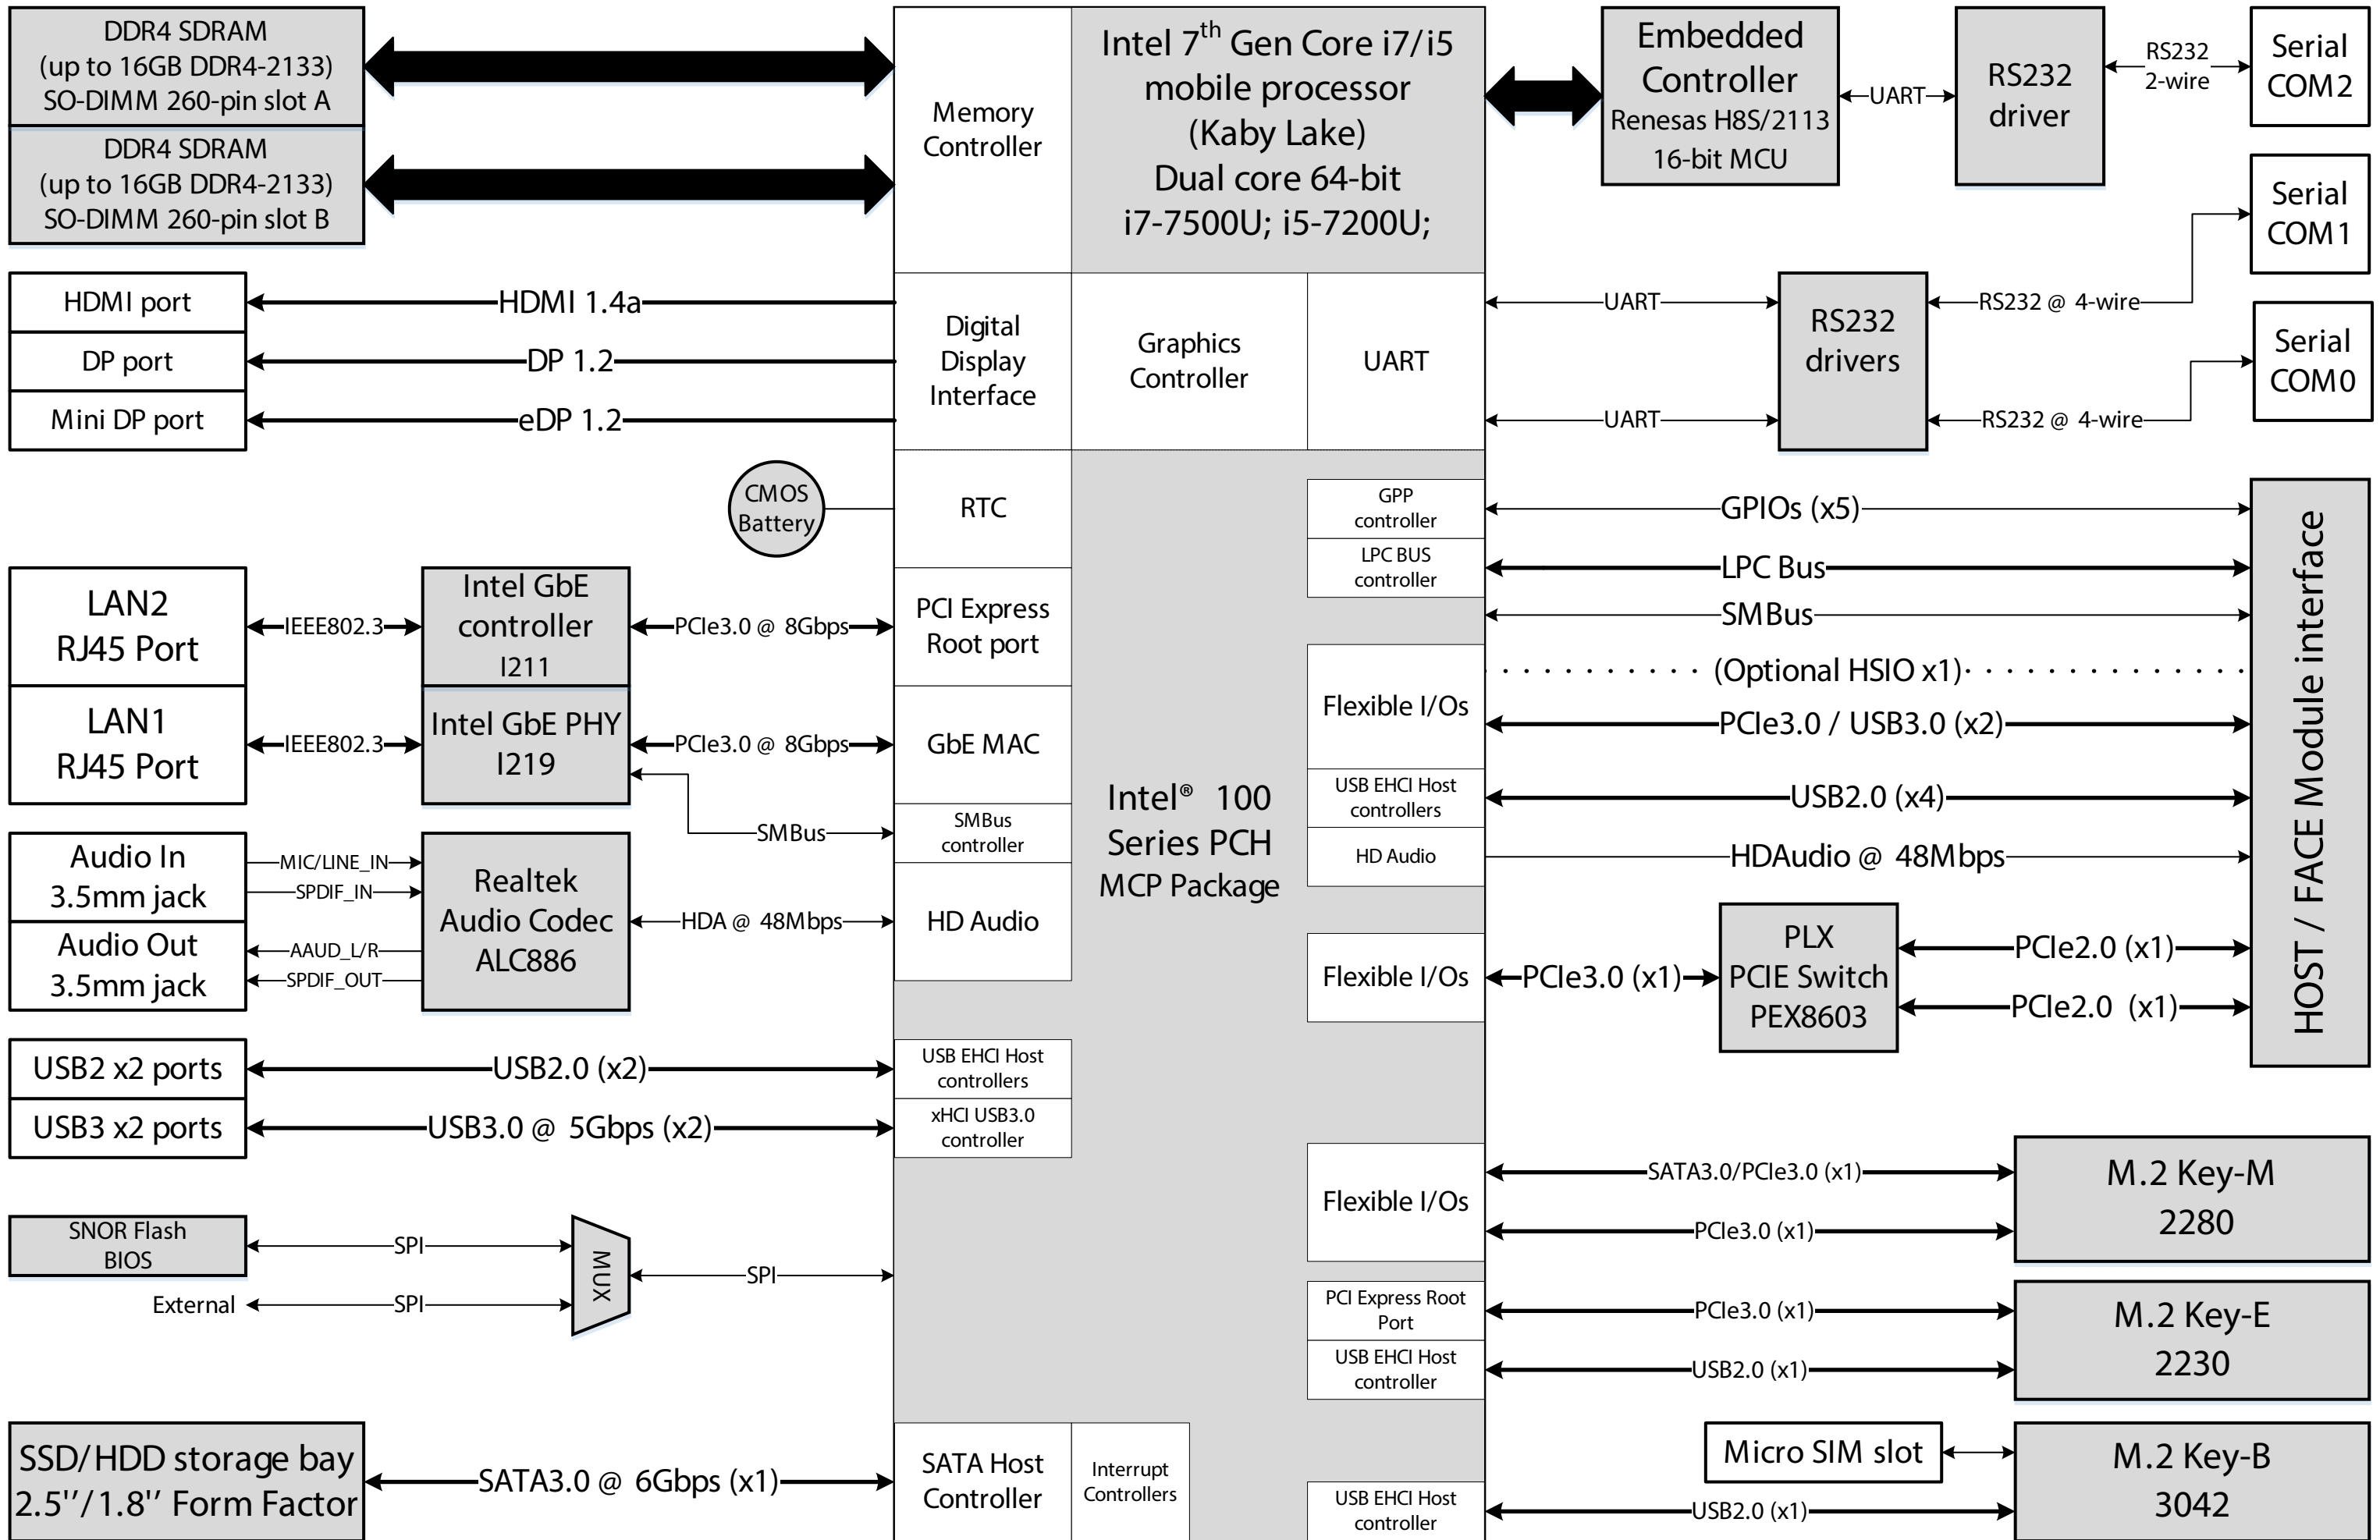 DDR4 SDRAM
(up to 16GB DDR4-2133)
SO-DIMM 260-pin slot A
DDR4 SDRAM
(up to 16GB DDR4-2133)
SO-DIMM 260-pin slot B
Memory
Controller
Intel 7th Gen Core i7/i5
mobile processor
(Kaby Lake)
Dual core 64-bit
i7-7500U; i5-7200U;
Embedded
Controller
Renesas H8S/2113
16-bit MCU
UART
RS232
driver
RS232
2-wire
Serial
COM2
Serial
COM1
HDMI port
HDMI 1.4a
DP port
DP 1.2
Mini DP port
eDP 1.2
Digital
Display
Interface
Graphics
Controller
UART
UART
UART
RS232
drivers
RS232 @ 4-wire
RS232 @ 4-wire
Serial
COM0
CMOS
Battery
RTC
GPP
controller
GPIOs (x5)
LPC BUS
controller
LPC Bus
SMBus
HOST / FACE Module interface
LAN2
RJ45 Port
IEEE802.3
Intel GbE
controller
I211
PCIe3.0 @ 8Gbps
PCI Express
Root port
LAN1
RJ45 Port
IEEE802.3
Intel GbE PHY
I219
PCIe3.0 @ 8Gbps
GbE MAC
SMBus
SMBus
controller
Intel® 100
Series PCH
MCP Package
Flexible I/Os
(Optional HSIO x1)
PCIe3.0 / USB3.0 (x2)
USB EHCI Host
controllers
USB2.0 (x4)
HD Audio
HDAudio @ 48Mbps
Audio In
3.5mm jack
MIC/LINE_IN
SPDIF_IN
Audio Out
3.5mm jack
AAUD_L/R
SPDIF_OUT
Realtek
Audio Codec
ALC886
HDA @ 48Mbps
HD Audio
Flexible I/Os
PCIe3.0 (x1)
PLX
PCIE Switch
PEX8603
PCIe2.0 (x1)
PCIe2.0 (x1)
USB2 x2 ports
USB2.0 (x2)
USB EHCI Host
controllers
USB3 x2 ports
USB3.0 @ 5Gbps (x2)
xHCI USB3.0
controller
Flexible I/Os
SATA3.0/PCIe3.0 (x1)
PCIe3.0 (x1)
M.2 Key-M
2280
SNOR Flash
BIOS
SPI
External
SPI
MUX
SPI
PCI Express Root
Port
PCIe3.0 (x1)
USB EHCI Host
controller
USB2.0 (x1)
M.2 Key-E
2230
SSD/HDD storage bay
2.5''/1.8'' Form Factor
SATA3.0 @ 6Gbps (x1)
SATA Host
Controller
Interrupt
Controllers
Micro SIM slot
USB EHCI Host
controller
USB2.0 (x1)
M.2 Key-B
3042